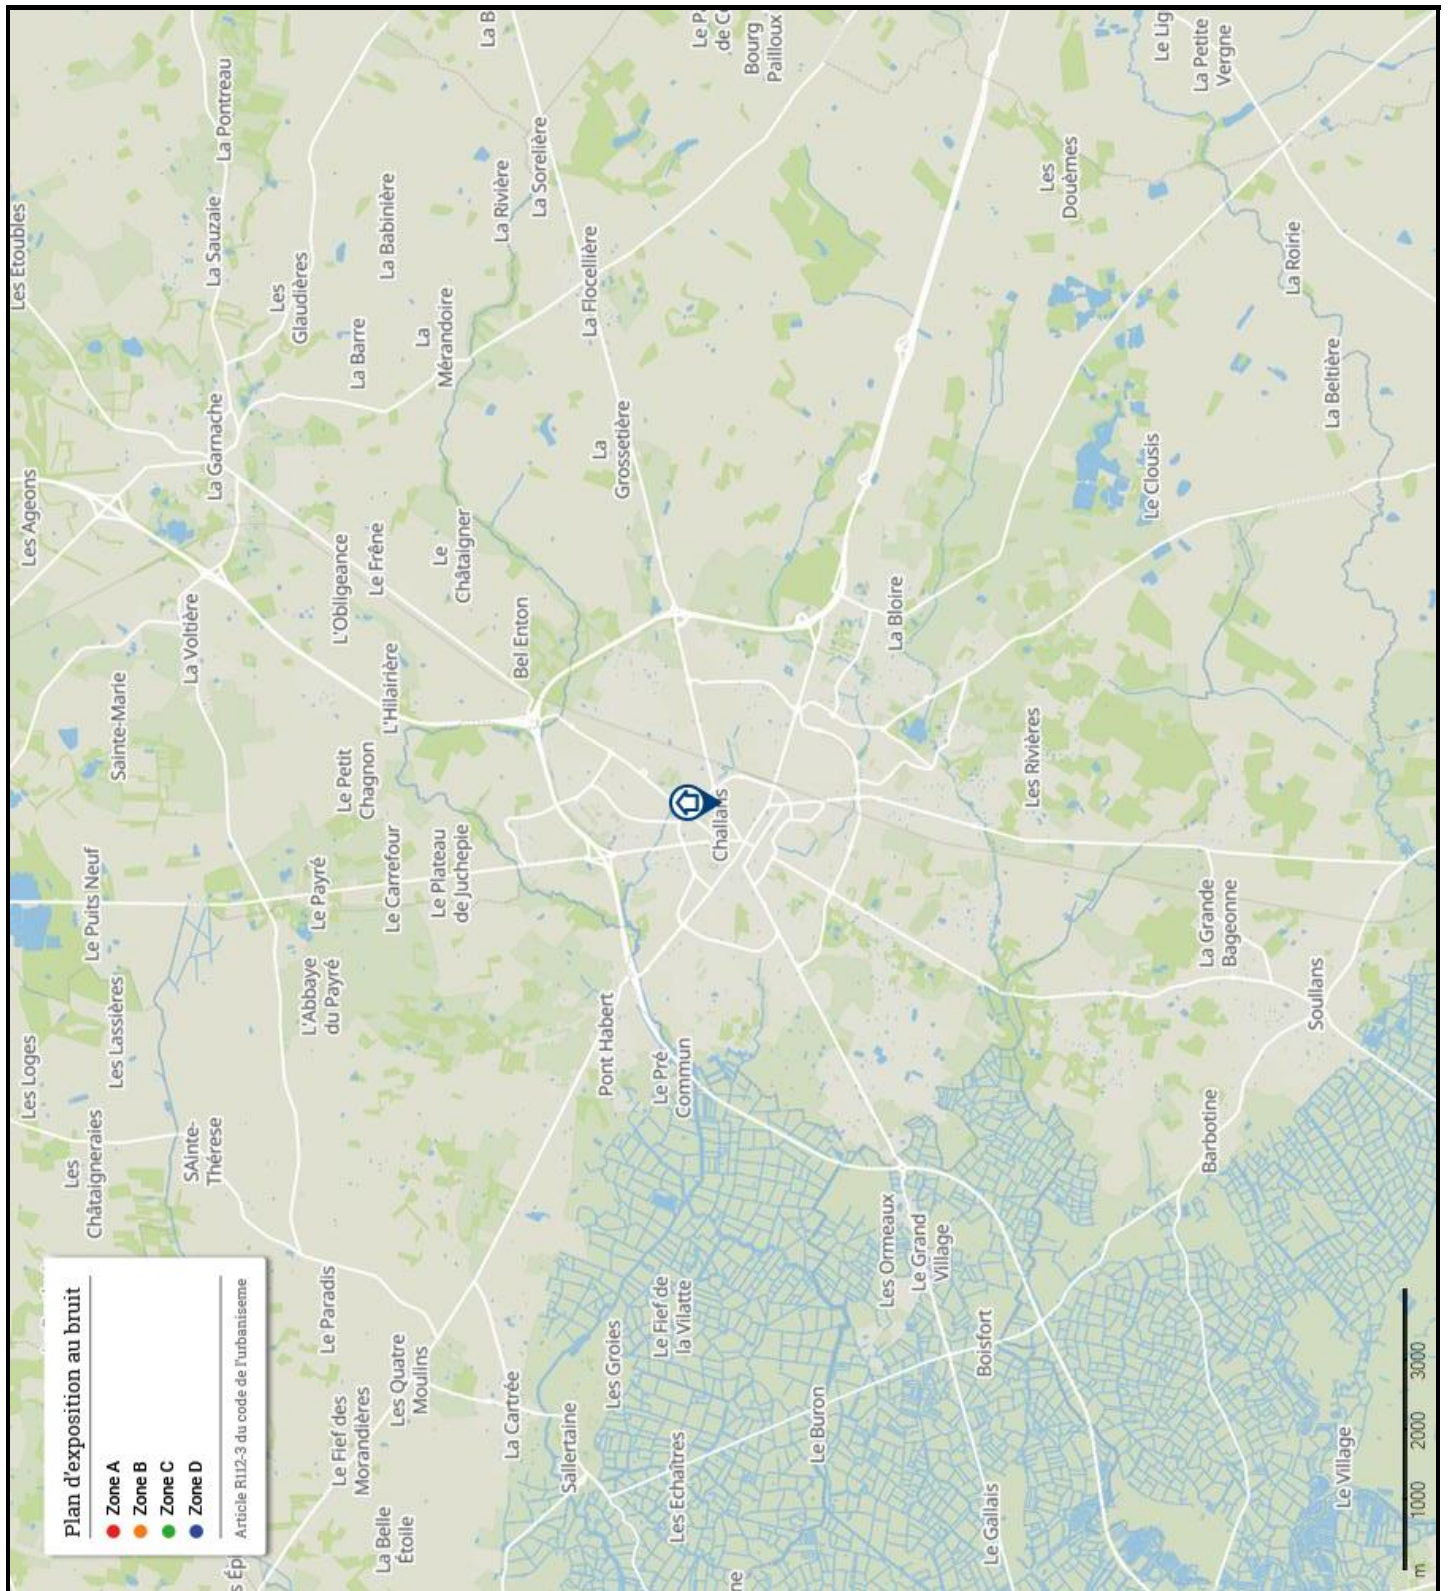 Plan d'exposition au bruit
Zone A
Zone B
Zone C
Zone D
Article R112-3 du code de l'urbaniseme
Les Loges
Les Ageons
Les Étoubles
Les
Châtaigneraies
Le Puits Neuf
Les Lassières
Sainte-Marie
SAinte-
Thérese
La Voltière
La Garnache
La Sauzaie
La Pontreau
Les
Glaudières
L'Abbaye
du Payré
Le Payré
Le Paradis
L'Obligeance
Le Fief des
Morandières
Le Petit
Chagnon
La Barre
Le Frêne
La Belle
Étoile
Les Quatre
Moulins
Le Carrefour
L'Hilairière
La Babinière
La
Mérandoire
Le Plateau
de Juchepie
Le
Châtaigner
La B
La Rivière
La Cartrée
Bel Enton
La Sorelière
Sallertaine
La Flocellière
Les Groies
Pont Habert
La
Grossetière
Le Fief de
la Vilatte
Le Pré
Commun
Les Echaîtres
Challans
Bourg
Pailloux
Le Buron
Les Ormeaux
La Bloire
Le Grand
Village
Le Gallais
Boisfort
Les Rivières
Les
Douèmes
Le Clousis
Le Lig
La Petite
Vergne
Barbotine
La Grande
Bageonne
La Roirie
Soullans
La Beltière
Le Village
m 1000 2000 3000